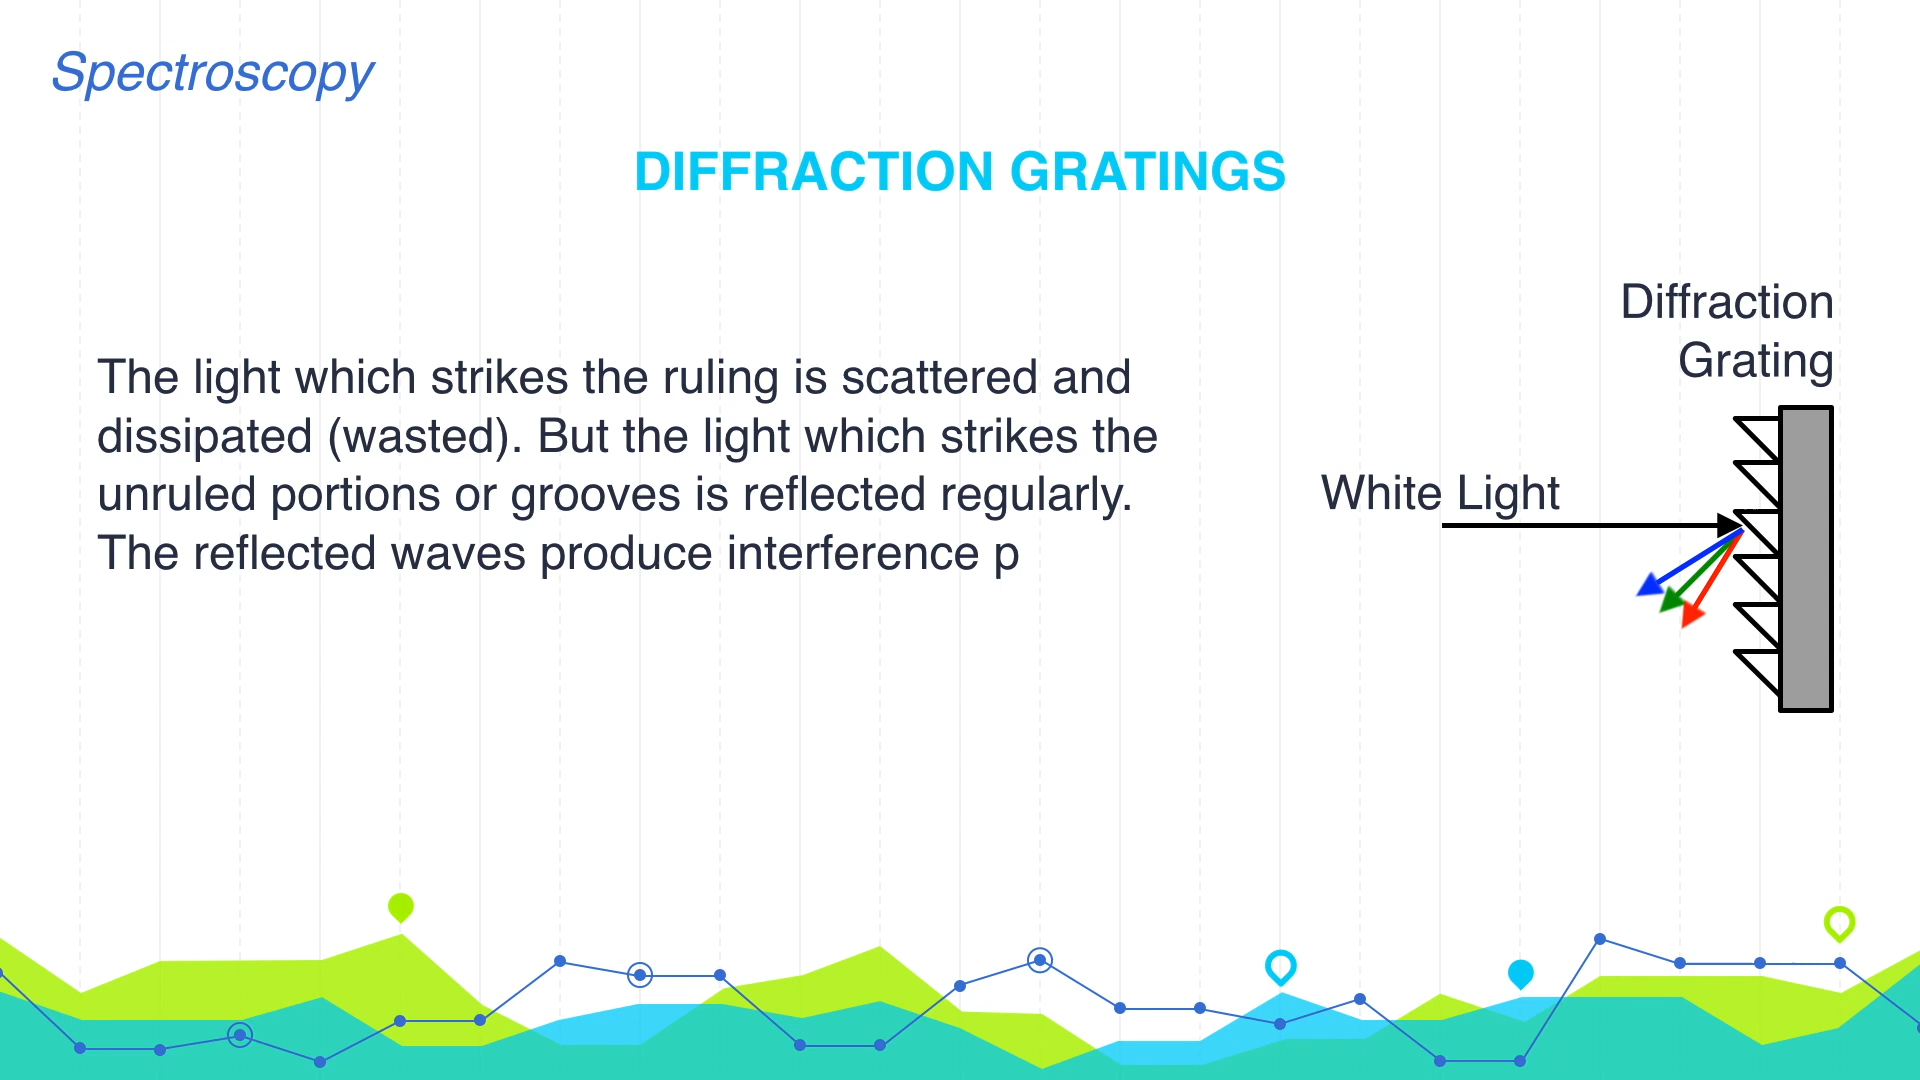 Spectroscopy
DIFFRACTION GRATINGS
The light which strikes the ruling is scattered and
dissipated (wasted). But the light which strikes the
unruled portions or grooves is reflected regularly.
The reflected waves produce interference p
Diffraction
Grating
White Light